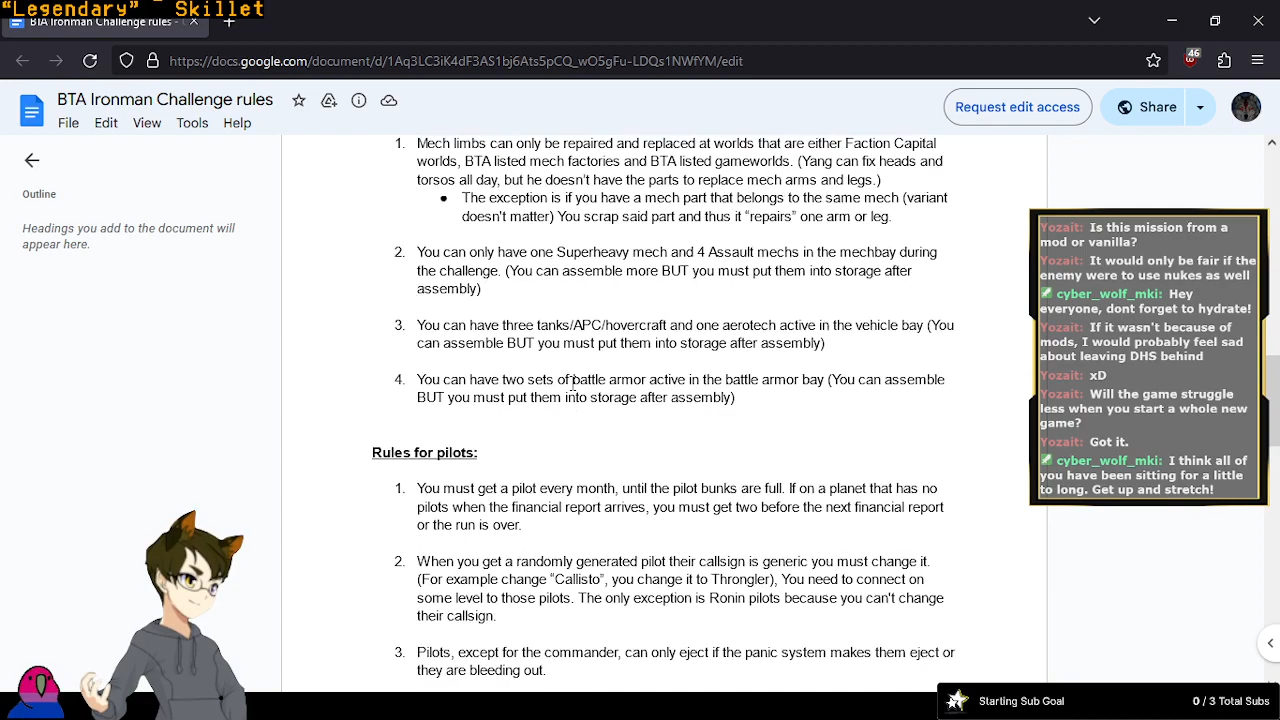 “Legendary” ~ Skillet
BTA Ironman Challenge rules -
https://docs.google.com/document/d/1Aq3LC3iK4dF3AS1bj6Ats5pCQ_wO5gFu-LDQs1NWfYM/edit
46
BTA Ironman Challenge rules
File Edit View Tools Help
Request edit access
Share
Outline
Headings you add to the document will
appear here.
1. Mech limbs can only be repaired and replaced at worlds that are either Faction Capital
worlds, BTA listed mech factories and BTA listed gameworlds. (Yang can fix heads and
torsos all day, but he doesn’t have the parts to replace mech arms and legs.)
● The exception is if you have a mech part that belongs to the same mech (variant
doesn't matter) You scrap said part and thus it “repairs” one arm or leg.
2. You can only have one Superheavy mech and 4 Assault mechs in the mechbay during
the challenge. (You can assemble more BUT you must put them into storage after
assembly)
3. You can have three tanks/APC/hovercraft and one aerotech active in the vehicle bay (You
can assemble BUT you must put them into storage after assembly)
4. You can have two sets of battle armor active in the battle armor bay (You can assemble
BUT you must put them into storage after assembly)
Rules for pilots:
1. You must get a pilot every month, until the pilot bunks are full. If on a planet that has no
pilots when the financial report arrives, you must get two before the next financial report
or the run is over.
2. When you get a randomly generated pilot their callsign is generic you must change it.
(For example change “Callisto”, you change it to Throngler), You need to connect on
some level to those pilots. The only exception is Ronin pilots because you can't change
their callsign.
3. Pilots, except for the commander, can only eject if the panic system makes them eject or
they are bleeding out.
Yozait: Is this mission from a
mod or vanilla?
Yozait: It would only be fair if the
enemy were to use nukes as well
cyber_wolf_mki: Hey
everyone, dont forget to hydrate!
Yozait: If it wasn't because of
mods, I would probably feel sad
about leaving DHS behind
Yozait: xD
Yozait: Will the game struggle
less when you start a whole new
game?
Yozait: Got it.
cyber_wolf_mki: I think all of
you have been sitting for a little
to long. Get up and stretch!
Starting Sub Goal
0 / 3 Total Subs